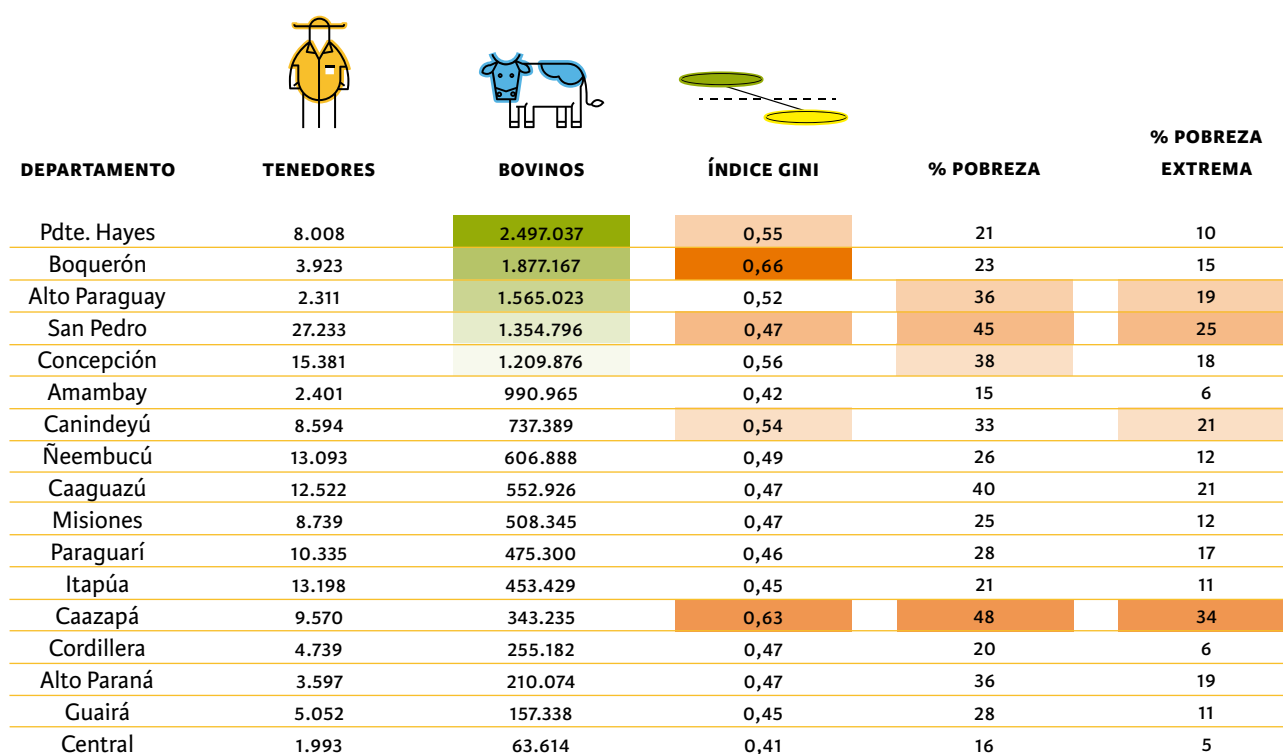 DEPARTAMENTO TENEDORES BOVINOS ÍNDICE GINI % POBREZA % POBREZA EXTREMA
Pdte. Hayes 8.008 2.497.037 0,55 21 10
Boquerón 3.923 1.877.167 0,66 23 15
Alto Paraguay 2.311 1.565.023 0,52 36 19
San Pedro 27.233 1.354.796 0,47 45 25
Concepción 15.381 1.209.876 0,56 38 18
Amambay 2.401 990.965 0,42 15 6
Canindeyú 8.594 737.389 0,54 33 21
Ñeembucú 13.093 606.888 0,49 26 12
Caaguazú 12.522 552.926 0,47 40 21
Misiones 8.739 508.345 0,47 25 12
Paraguarí 10.335 475.300 0,46 28 17
Itapúa 13.198 453.429 0,45 21 11
Caazapá 9.570 343.235 0,63 48 34
Cordillera 4.739 255.182 0,47 20 6
Alto Paraná 3.597 210.074 0,47 36 19
Guairá 5.052 157.338 0,45 28 11
Central 1.993 63.614 0,41 16 5